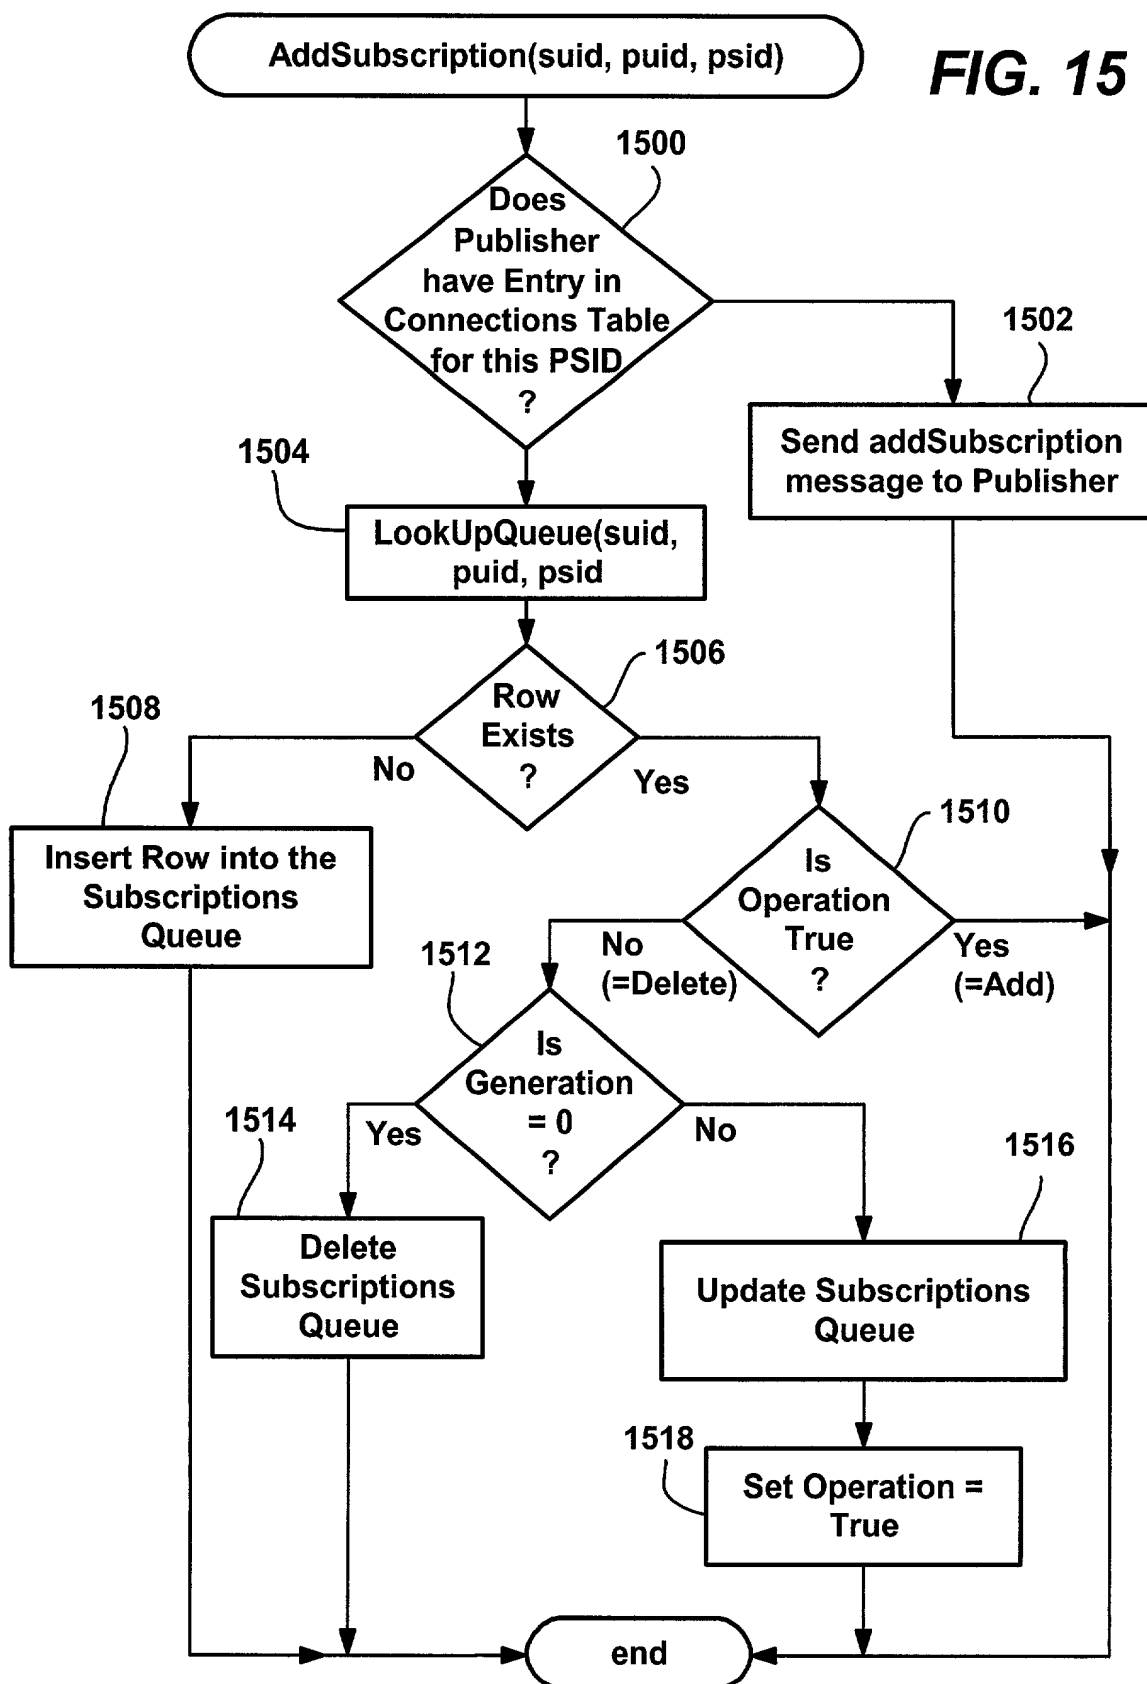 AddSubscription(suid, puid, psid)
FIG. 15
1500
Does
Publisher
have Entry in
Connections Table
for this PSID
?
1502
Send addSubscription
message to Publisher
1504
LookUpQueue(suid,
puid, psid
1506
Row
Exists
?
No
Yes
1508
Insert Row into the
Subscriptions
Queue
1510
Is
Operation
True
?
No
(=Delete)
Yes
(=Add)
1512
Is
Generation
= 0
?
Yes
No
1514
Delete
Subscriptions
Queue
1516
Update Subscriptions
Queue
1518
Set Operation =
True
end